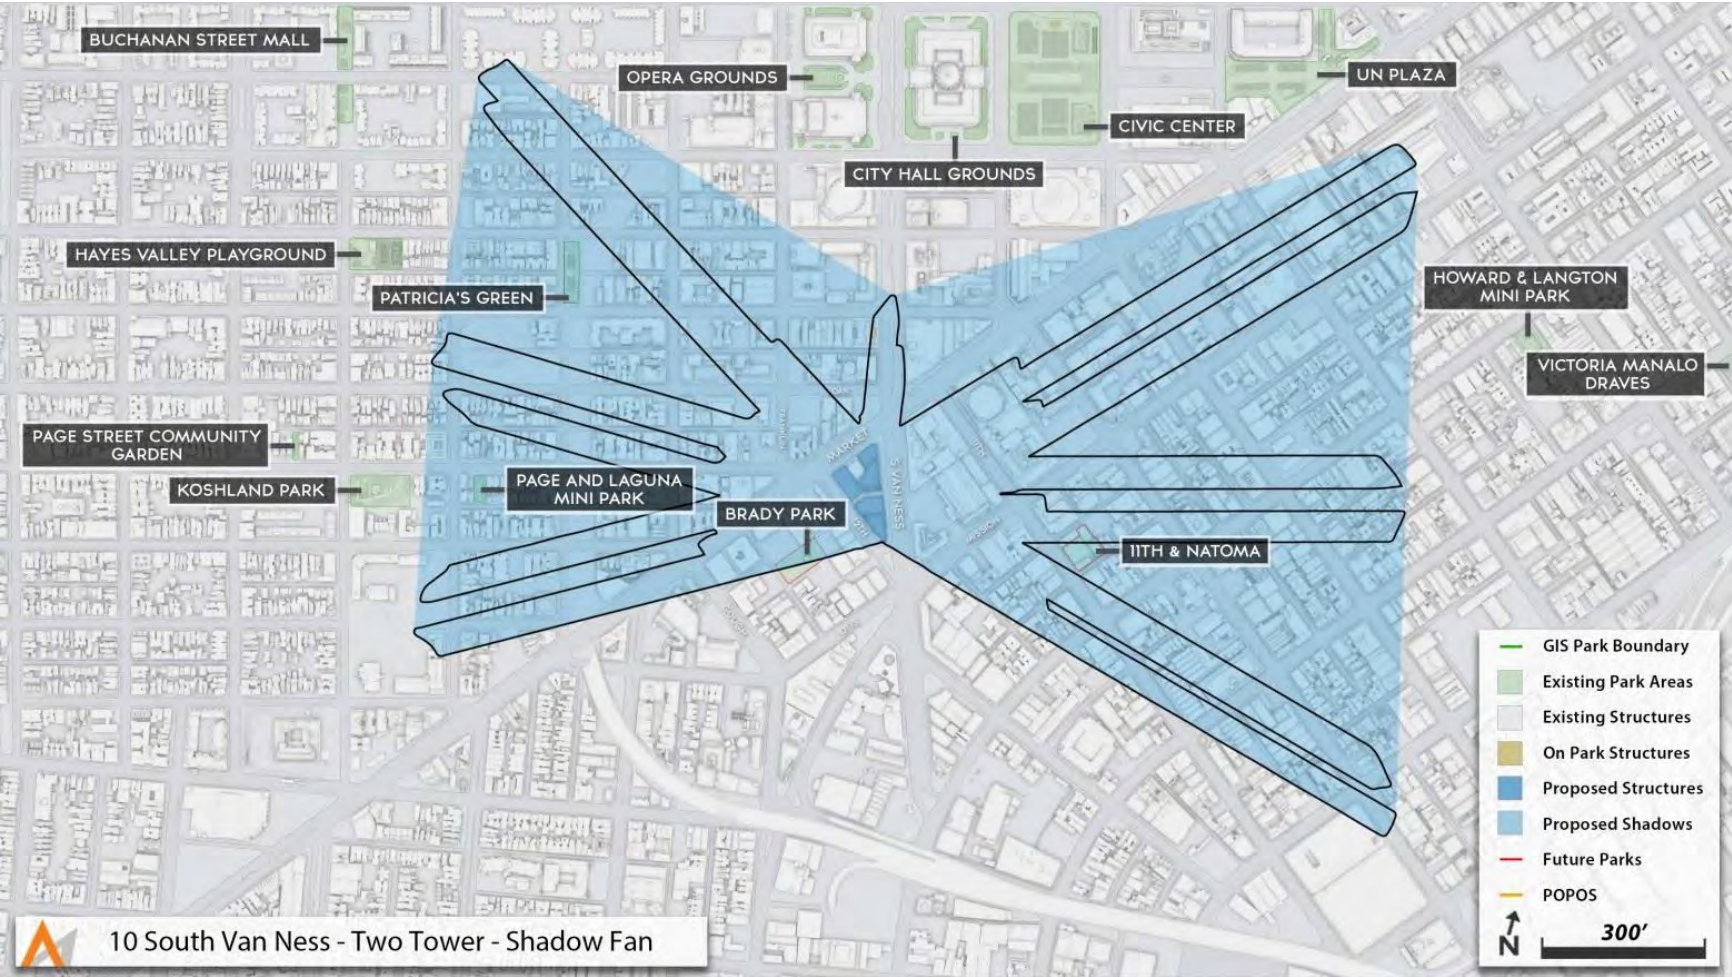 BUCHANAN STREET MALL
OPERA GROUNDS
UN PLAZA
CIVIC CENTER
CITY HALL GROUNDS
HAYES VALLEY PLAYGROUND
PATRICIA'S GREEN
HOWARD & LANGTON
MINI PARK
VICTORIA MANALO
DRAVES
PAGE STREET COMMUNITY
GARDEN
KOSHLAND PARK
PAGE AND LAGUNA
MINI PARK
BRADY PARK
11TH & NATOMA
MARKET
S VAN NESS
12TH
11TH
MISSION
GIS Park Boundary
Existing Park Areas
Existing Structures
On Park Structures
Proposed Structures
Proposed Shadows
Future Parks
POPOS
N
300'
10 South Van Ness - Two Tower - Shadow Fan